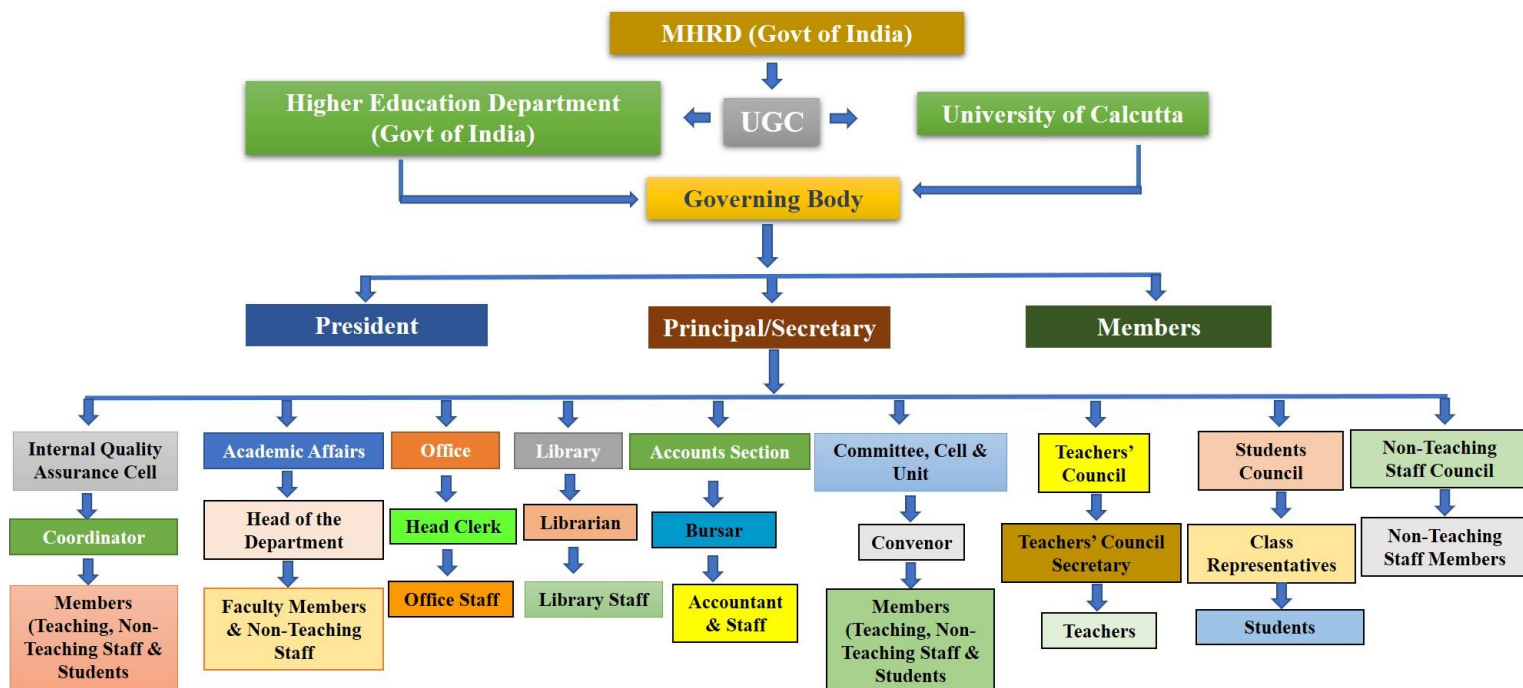 MHRD (Govt of India)
Higher Education Department
(Govt of India)
UGC
University of Calcutta
Governing Body
President
Principal/Secretary
Members
Internal Quality
Assurance Cell
Academic Affairs
Office
Library
Accounts Section
Committee, Cell &
Unit
Teachers’
Council
Students
Council
Non-Teaching
Staff Council
Coordinator
Head of the
Department
Head Clerk
Librarian
Bursar
Convenor
Teachers’ Council
Secretary
Class
Representatives
Non-Teaching
Staff Members
Members
(Teaching, Non-
Teaching Staff &
Students
Faculty Members
& Non-Teaching
Staff
Office Staff
Library Staff
Accountant
& Staff
Members
(Teaching, Non-
Teaching Staff &
Students
Teachers
Students